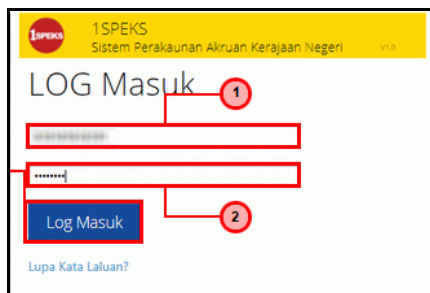 1SPEKS
1SPEKS
Sistem Perakaunan Akruan Kerajaan Negeri
V1.0
LOG Masuk
1
2
Log Masuk
Lupa Kata Laluan?